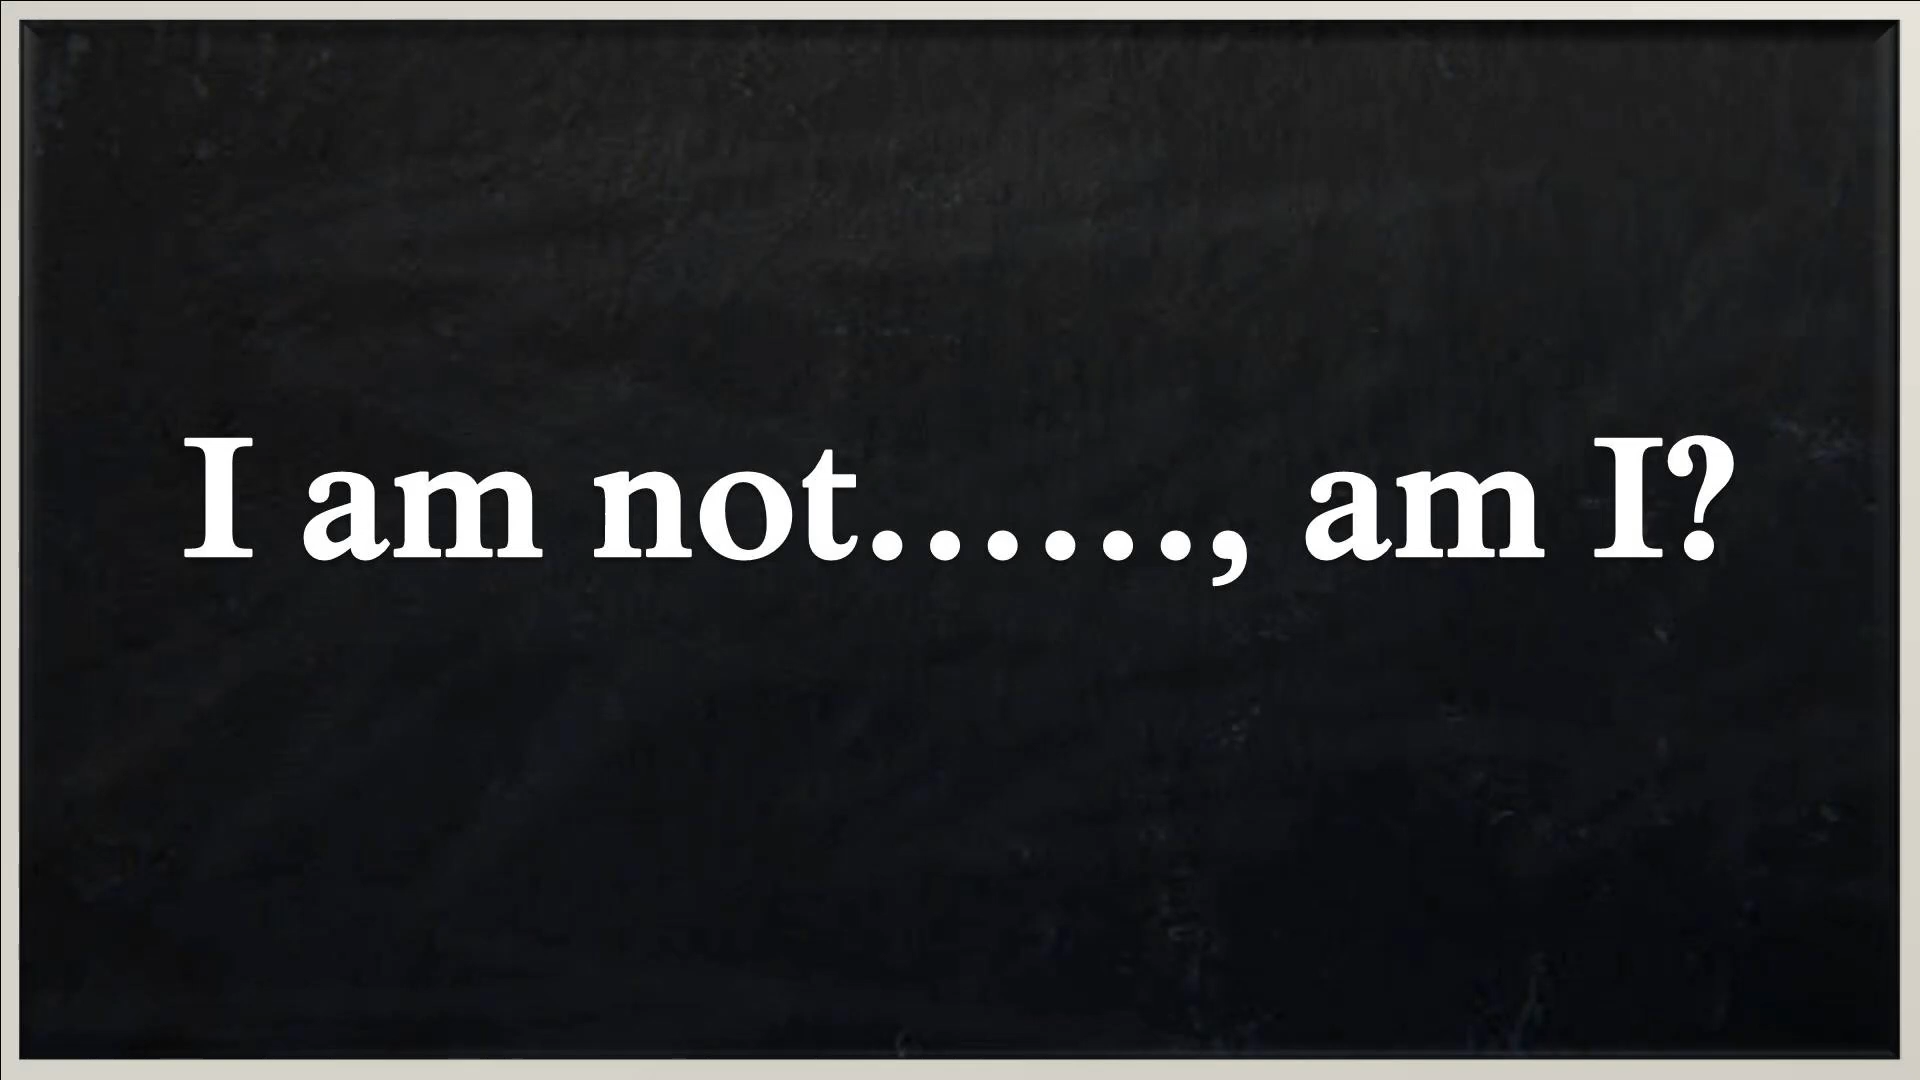 I am not......, am I?